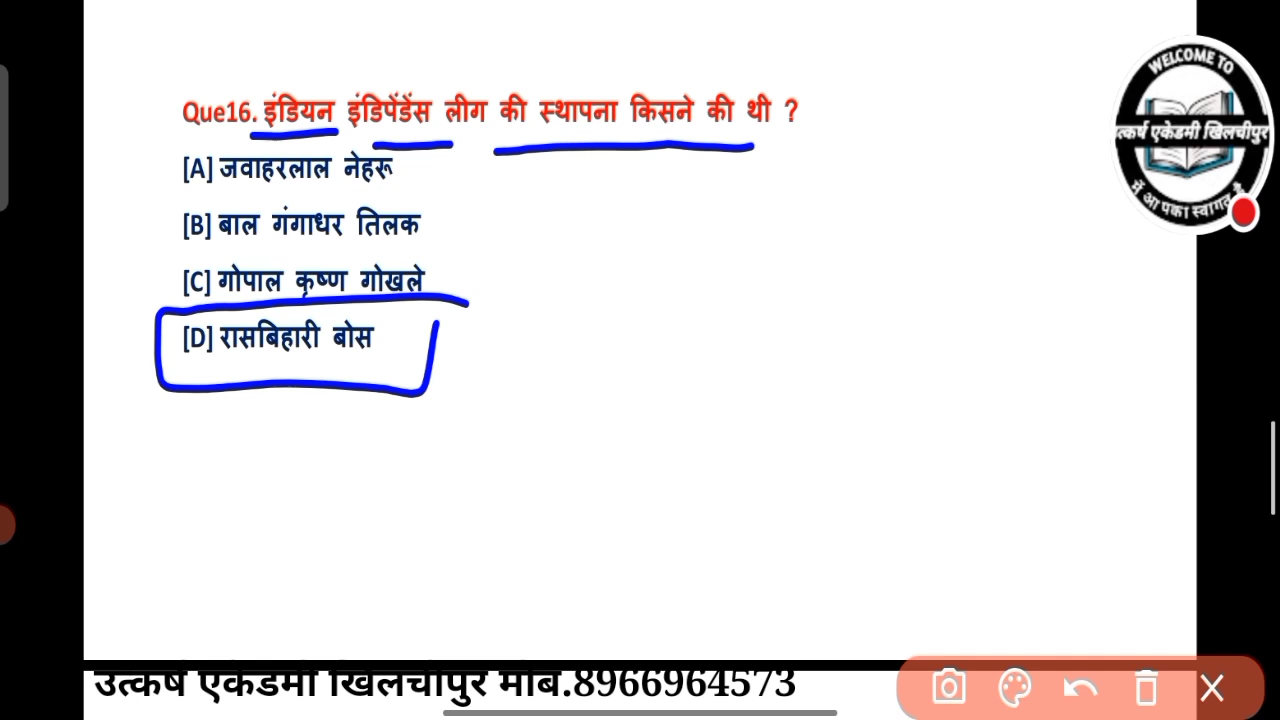 Que16. इंडियन इंडिपेंडेंस लीग की स्थापना किसने की थी ?
[A] जवाहरलाल नेहरू
[B] बाल गंगाधर तिलक
[C] गोपाल कृष्ण गोखले
[D] रासबिहारी बोस
WELCOME TO
त्कर्ष एकेडमी खिलचीपुर
में आपका स्वागत है
उत्कर्ष एकेडमी खिलचीपुर मोब.8966964573